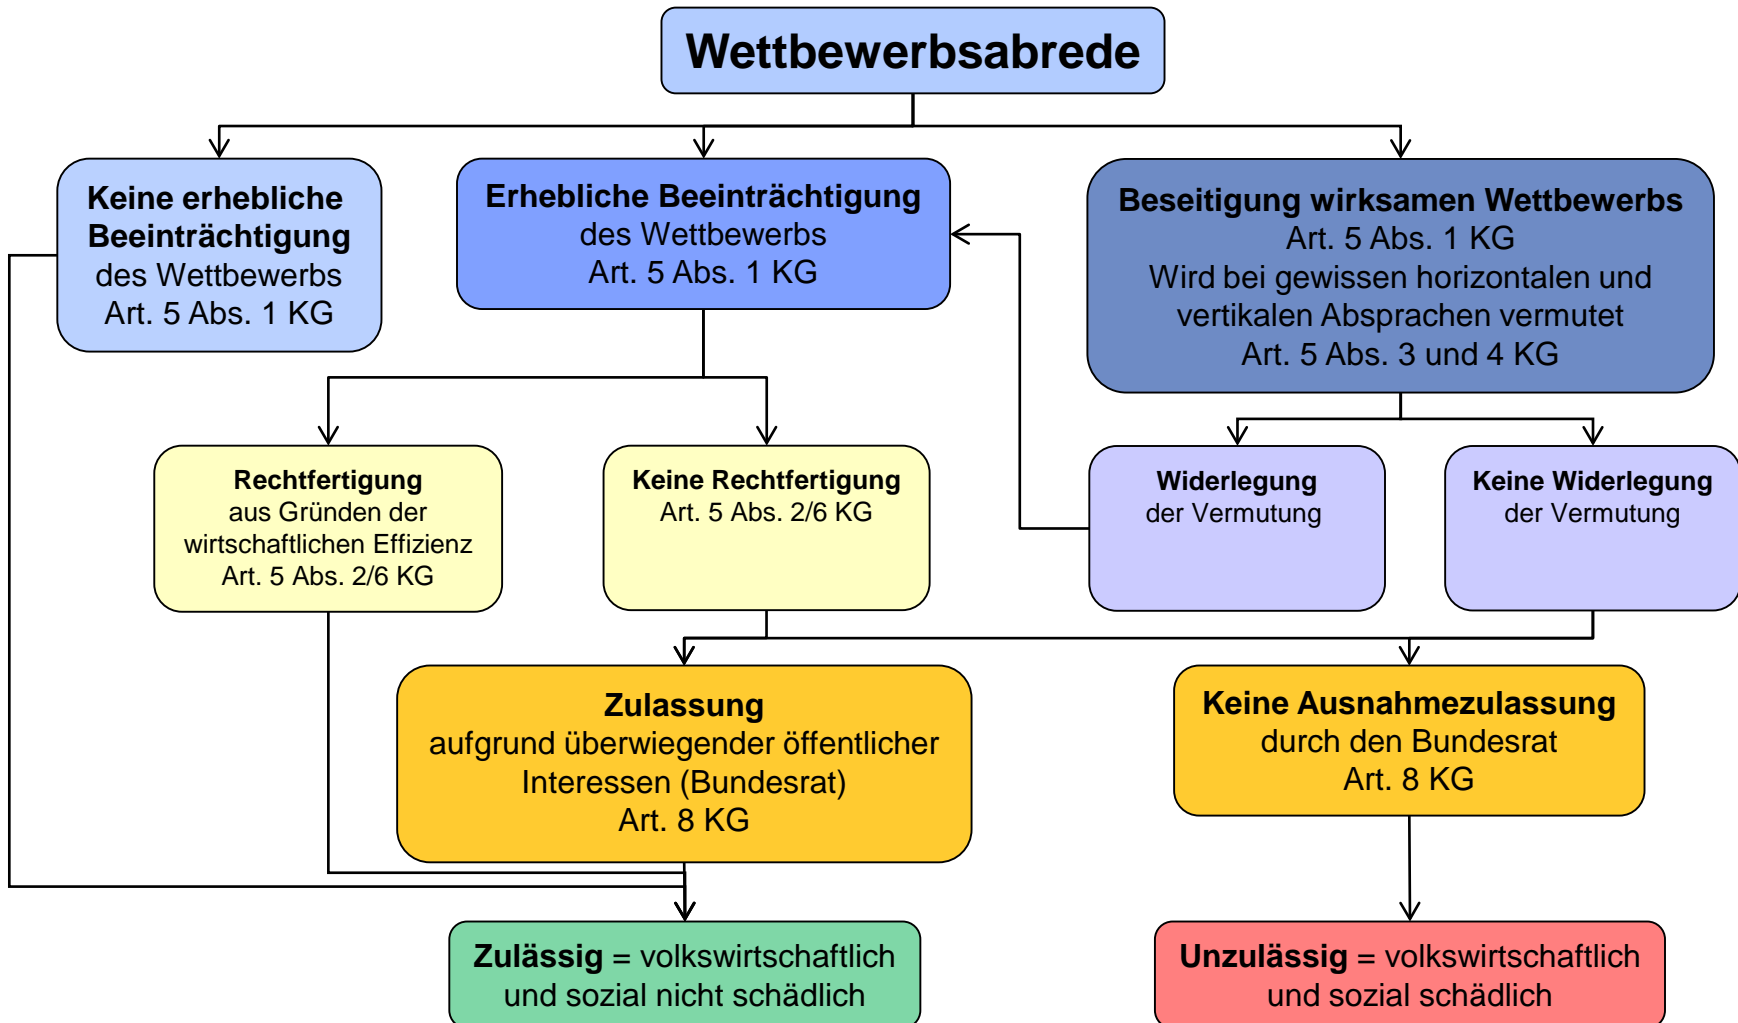 Wettbewerbsabrede
Keine erhebliche
Beeinträchtigung
des Wettbewerbs
Art. 5 Abs. 1 KG
Erhebliche Beeinträchtigung
des Wettbewerbs
Art. 5 Abs. 1 KG
Beseitigung wirksamen Wettbewerbs
Art. 5 Abs. 1 KG
Wird bei gewissen horizontalen und
vertikalen Absprachen vermutet
Art. 5 Abs. 3 und 4 KG
Rechtfertigung
aus Gründen der
wirtschaftlichen Effizienz
Art. 5 Abs. 2/6 KG
Keine Rechtfertigung
Art. 5 Abs. 2/6 KG
Widerlegung
der Vermutung
Keine Widerlegung
der Vermutung
Zulassung
aufgrund überwiegender öffentlicher
Interessen (Bundesrat)
Art. 8 KG
Keine Ausnahmezulassung
durch den Bundesrat
Art. 8 KG
Zulässig = volkswirtschaftlich
und sozial nicht schädlich
Unzulässig = volkswirtschaftlich
und sozial schädlich